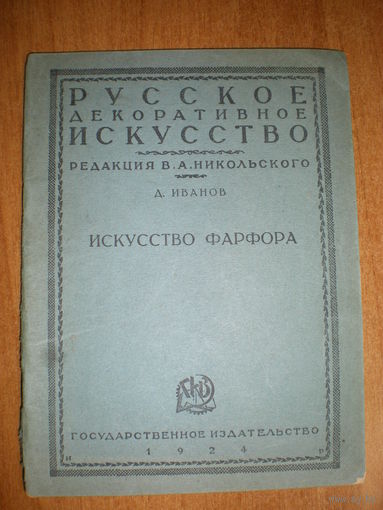 РУССКОЕ
ДЕКОРАТИВНОЕ
ИСКУССТВО
РЕДАКЦИЯ В.А.НИКОЛЬСКОГО
Д. ИВАНОВ
ИСКУССТВО ФАРФОРА
ГОСУДАРСТВЕННОЕ ИЗДАТЕЛЬСТВО
1924